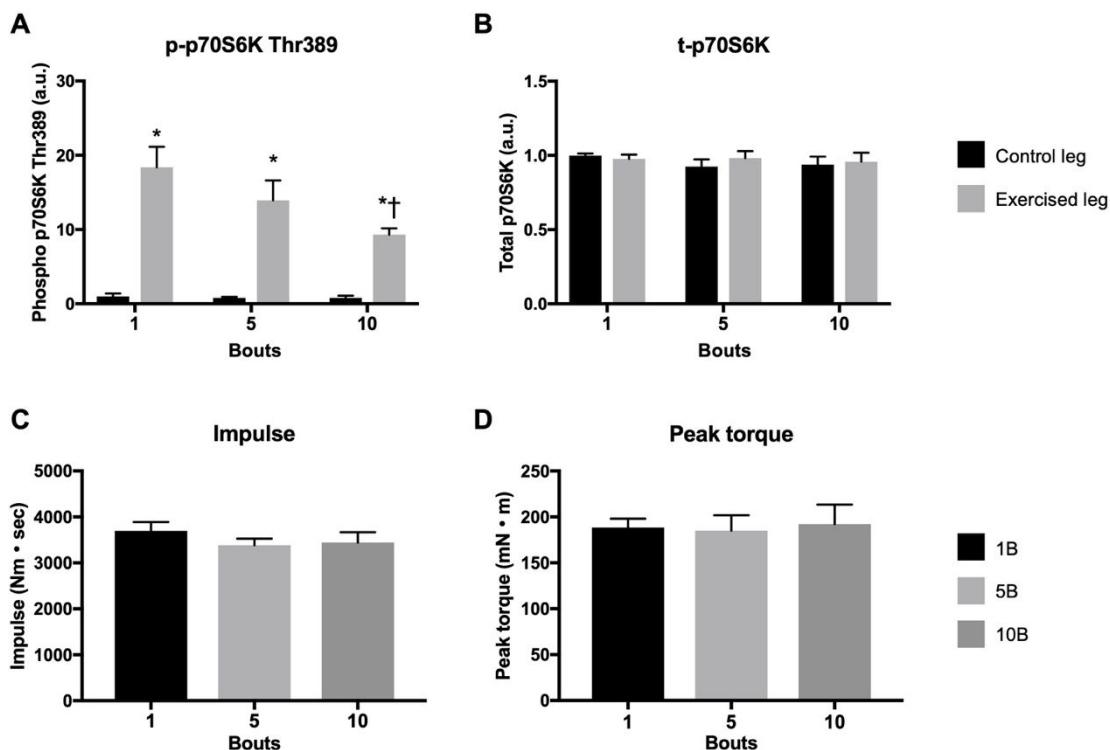 A
p-p70S6K Thr389
Phospho p70S6K Thr389 (a.u.)
30
20
10
0
*
*
*†
1
5
10
Bouts
B
t-p70S6K
Total p70S6K (a.u.)
1.5
1.0
0.5
0.0
1
5
10
Bouts
Control leg
Exercised leg
C
Impulse
Impulse (Nm • sec)
5000
4000
3000
2000
1000
0
1
5
10
Bouts
D
Peak torque
Peak torque (mN • m)
250
200
150
100
50
0
1
5
10
Bouts
1B
5B
10B